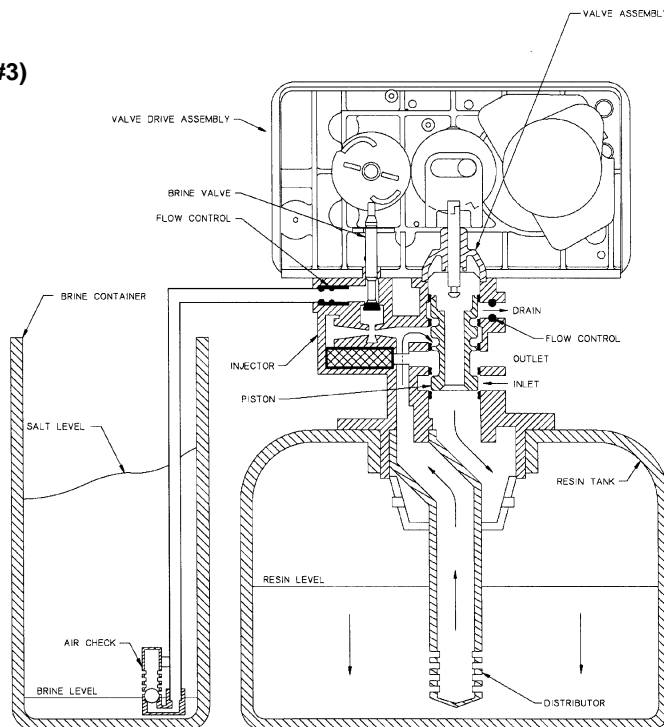 VALVE ASSEMBLY
#3)
VALVE DRIVE ASSEMBLY
BRINE VALVE
FLOW CONTROL
BRINE CONTAINER
DRAIN
FLOW CONTROL
INJECTOR
OUTLET
PISTON
INLET
SALT LEVEL
RESIN TANK
RESIN LEVEL
AIR CHECK
BRINE LEVEL
DISTRIBUTOR